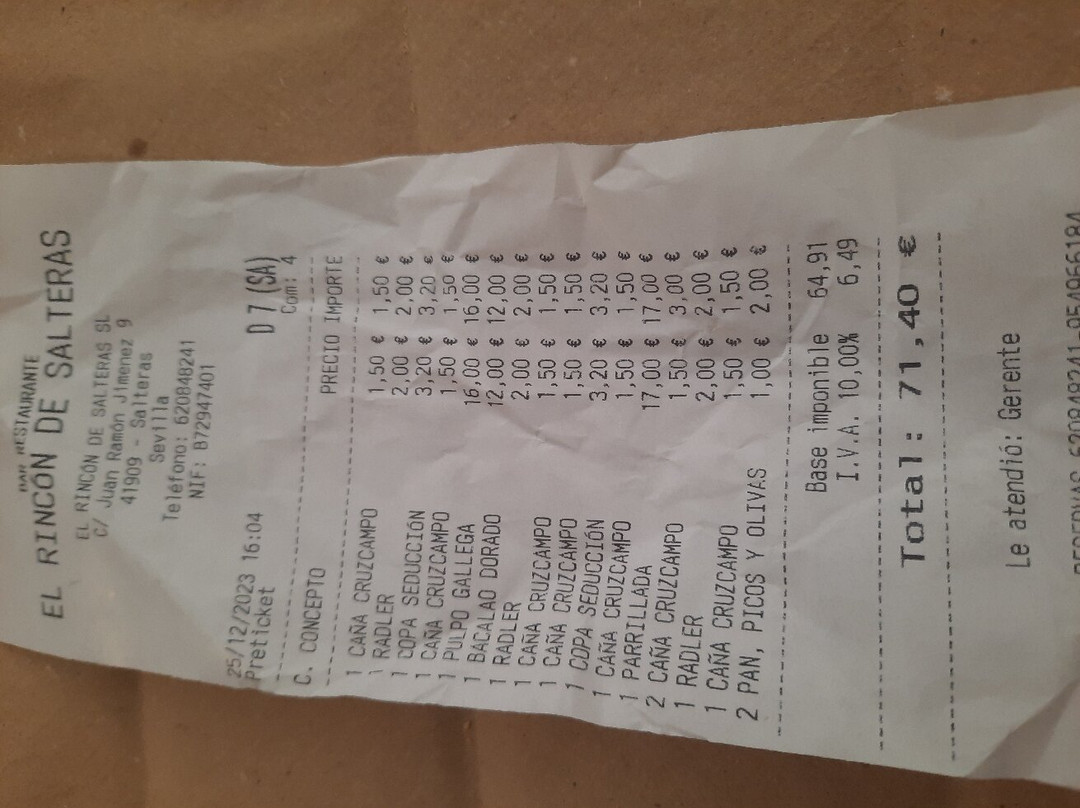 BAR RESTAURANTE
EL RINCÓN DE SALTERAS
EL RINCÓN DE SALTERAS SL
C/ Juan Ramón Jimenez 9
41909 - Salteras
Sevilla
Teléfono: 620848241
NIF: B72947401
25/12/2023 16:04 D 7 (SA)
Preticket Com: 4
C. CONCEPTO PRECIO IMPORTE
1 CAÑA CRUZCAMPO 1,50 € 1,50 €
1 RADLER 2,00 € 2,00 €
1 COPA SEDUCCIÓN 3,20 € 3,20 €
1 CAÑA CRUZCAMPO 1,50 € 1,50 €
1 PULPO GALLEGA 16,00 € 16,00 €
1 BACALAO DORADO 12,00 € 12,00 €
1 RADLER 2,00 € 2,00 €
1 CAÑA CRUZCAMPO 1,50 € 1,50 €
1 CAÑA CRUZCAMPO 1,50 € 1,50 €
1 COPA SEDUCCIÓN 3,20 € 3,20 €
1 CAÑA CRUZCAMPO 1,50 € 1,50 €
1 PARRILLADA 17,00 € 17,00 €
2 CAÑA CRUZCAMPO 1,50 € 3,00 €
1 RADLER 2,00 € 2,00 €
1 CAÑA CRUZCAMPO 1,50 € 1,50 €
2 PAN, PICOS Y OLIVAS 1,00 € 2,00 €
Base imponible 64,91
I.V.A. 10,00% 6,49
Total: 71,40 €
Le atendió: Gerente
RESERVAS 620848241-954966184